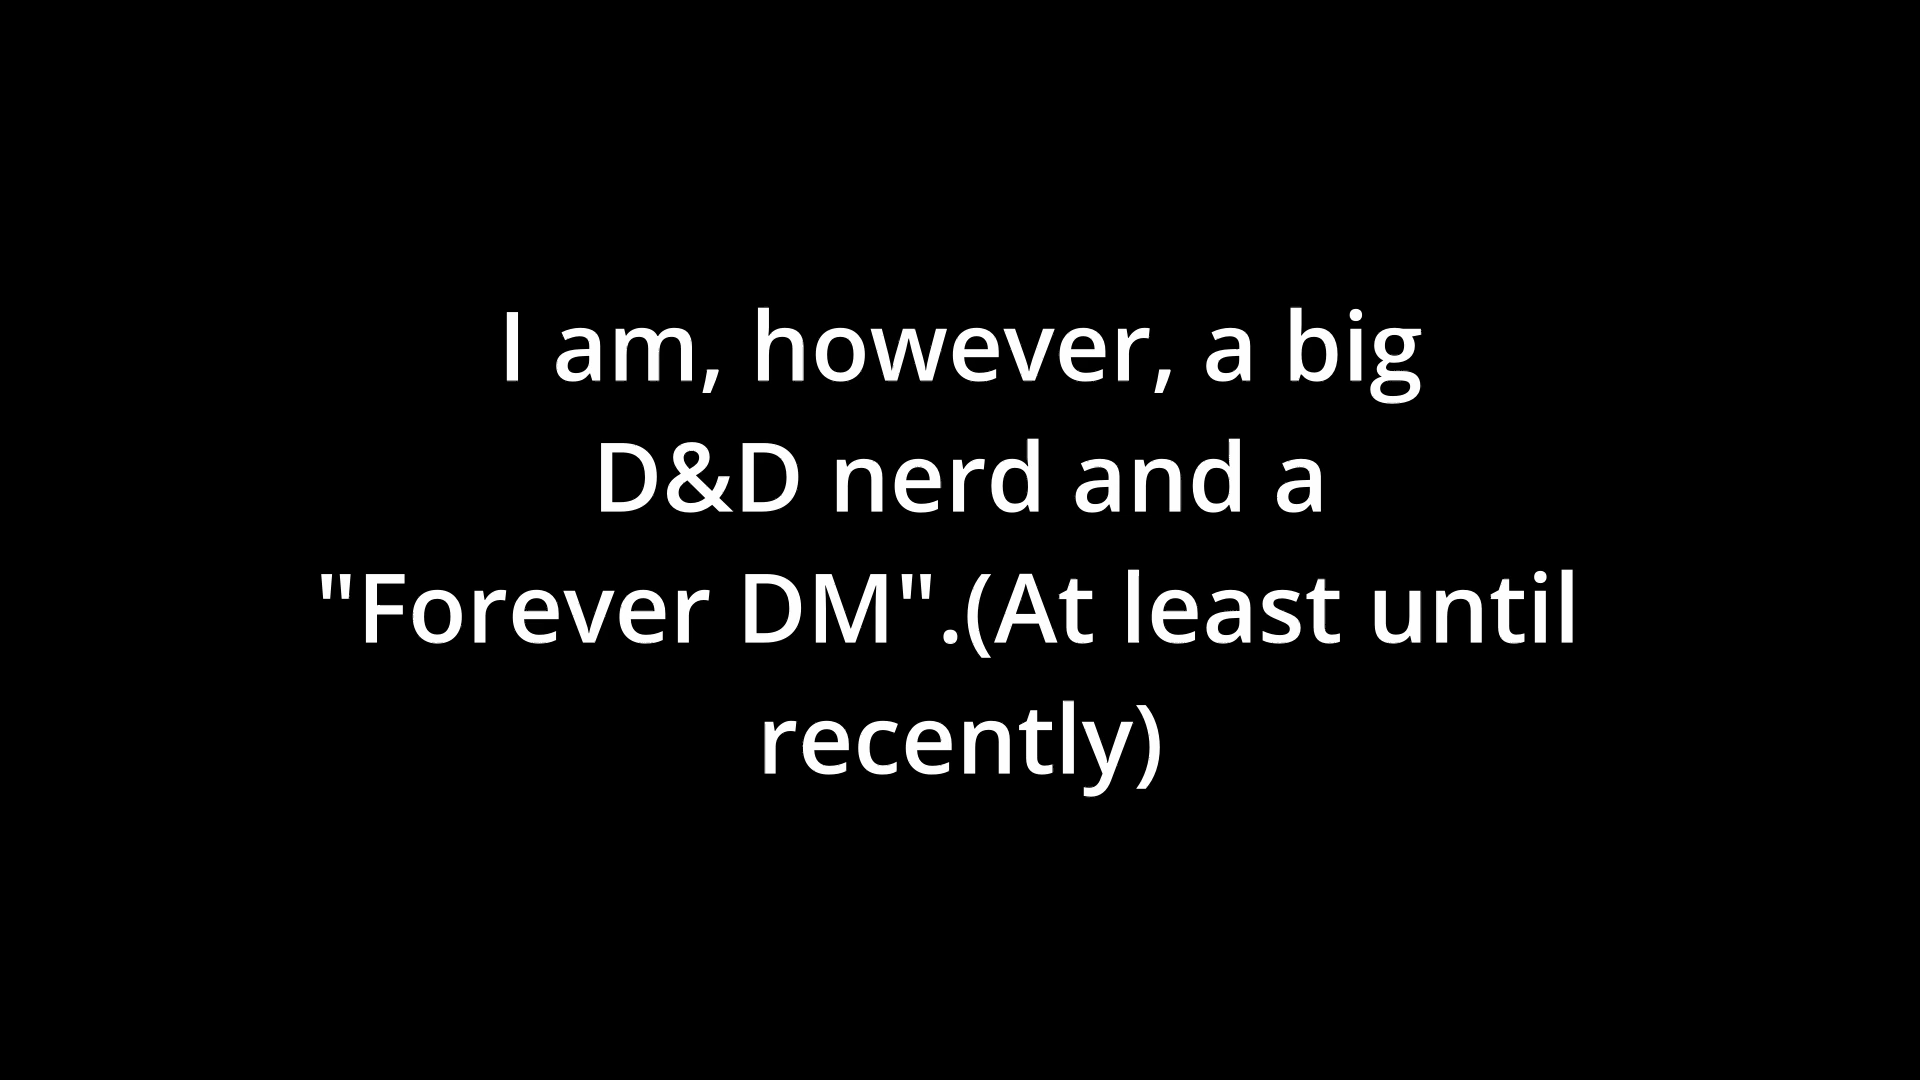 I am, however, a big
D&D nerd and a
"Forever DM".(At least until
recently)